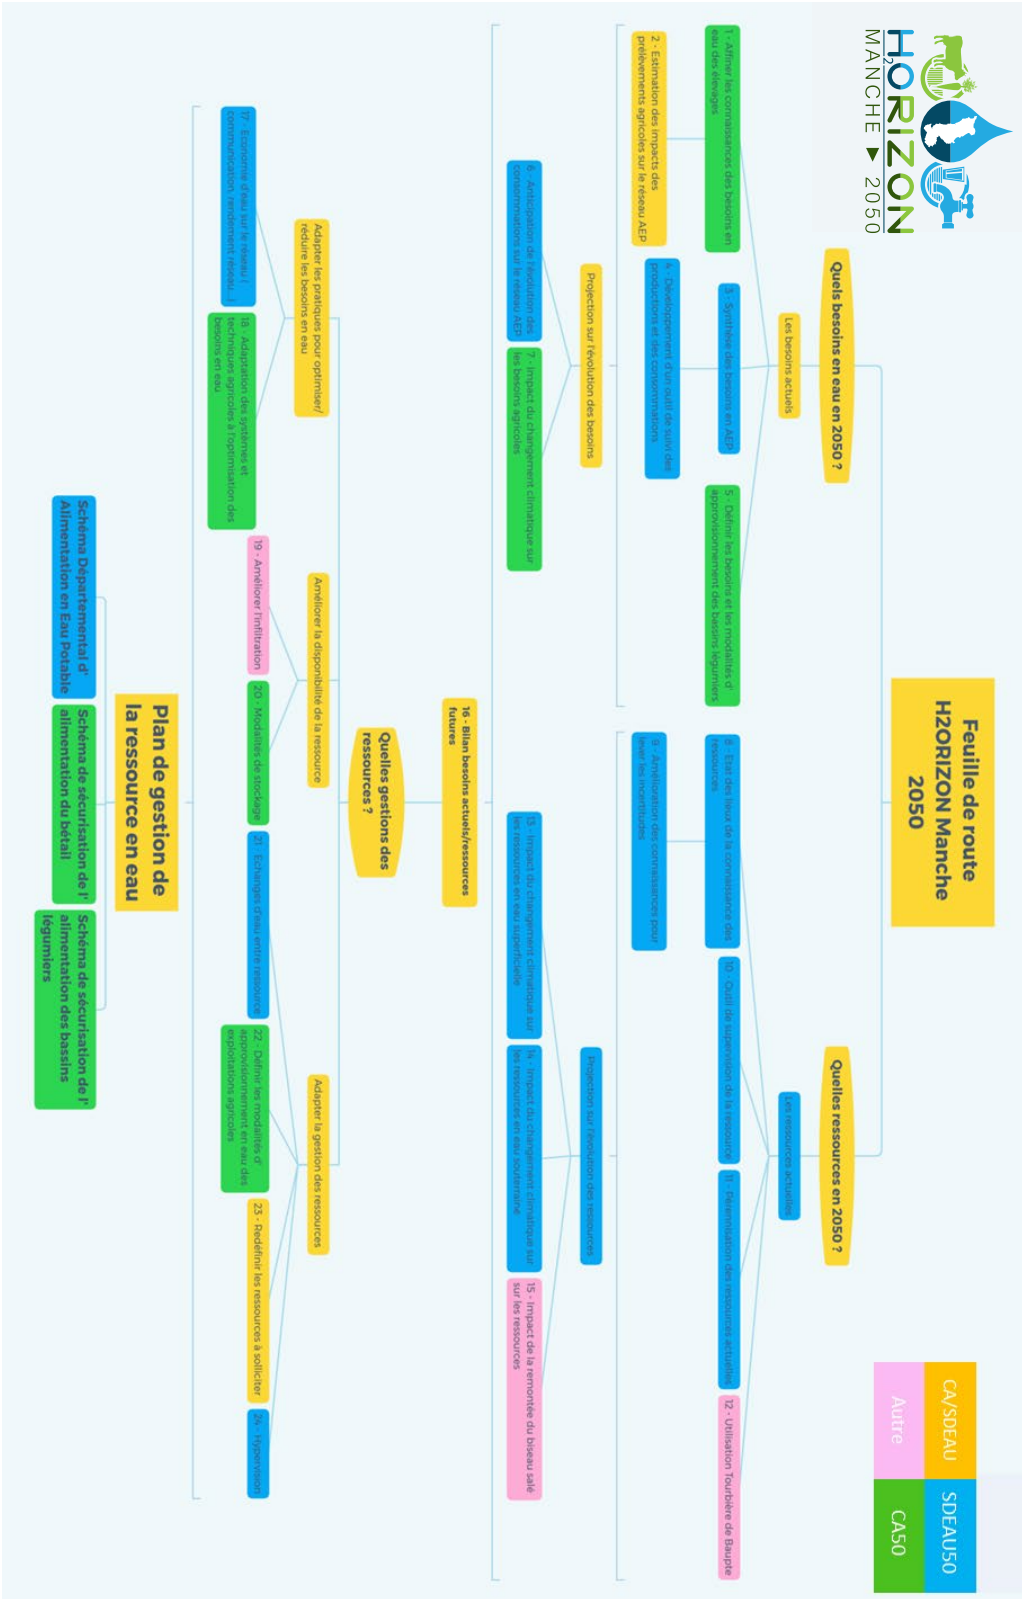 H2ORIZON
MANCHE ▶ 2050
Feuille de route
H2ORIZON Manche
2050
CA/SDEAU
SDEAU50
Autre
CA50
Quels besoins en eau en 2050 ?
Quelles ressources en 2050 ?
Les besoins actuels
Les ressources actuelles
1 - Affiner les connaissances des besoins en
eau des élevages
3 - Synthèse des besoins en AEP
5 - Définir les besoins et les modalités d'
approvisionnement des bassins légumiers
8 - Etat des lieux de la connaissance des
ressources
10 - Outil de supervision de la ressource
11 - Pérennisation des ressources actuelles
12 - Utilisation Tourbière de Baupte
2 - Estimation des impacts des
prélèvements agricoles sur le réseau AEP
4 - Développement d'un outil de suivi des
productions et des consommations
9 - Amélioration des connaissances pour
lever les incertitudes
Projection sur l'évolution des besoins
Projection sur l'évolution des ressources
6 - Anticipation de l'évolution des
consommations sur le réseau AEP
7 - Impact du changement climatique sur
les besoins agricoles
13 - Impact du changement climatique sur
les ressources en eau superficielle
14 - Impact du changement climatique sur
les ressources en eau souterraine
15 - Impact de la remontée du biseau salé
sur les ressources
16 - Bilan besoins actuels/ressources
futures
Quelles gestions des
ressources ?
Adapter les pratiques pour optimiser/
réduire les besoins en eau
Améliorer la disponibilité de la ressource
Adapter la gestion des ressources
17 - Economie d'eau sur le réseau (
communication, rendement réseau...)
18 - Adaptation des systèmes et
techniques agricoles à l'optimisation des
besoins en eau
19 - Améliorer l'infiltration
20 - Modalités de stockage
21 - Echanges d'eau entre ressource
22 - Définir les modalités d'
approvisionnement en eau des
exploitations agricoles
23 - Redéfinir les ressources à solliciter
24 - Hypervision
Plan de gestion de
la ressource en eau
Schéma Départemental d'
Alimentation en Eau Potable
Schéma de sécurisation de l'
alimentation du bétail
Schéma de sécurisation de l'
alimentation des bassins
légumiers